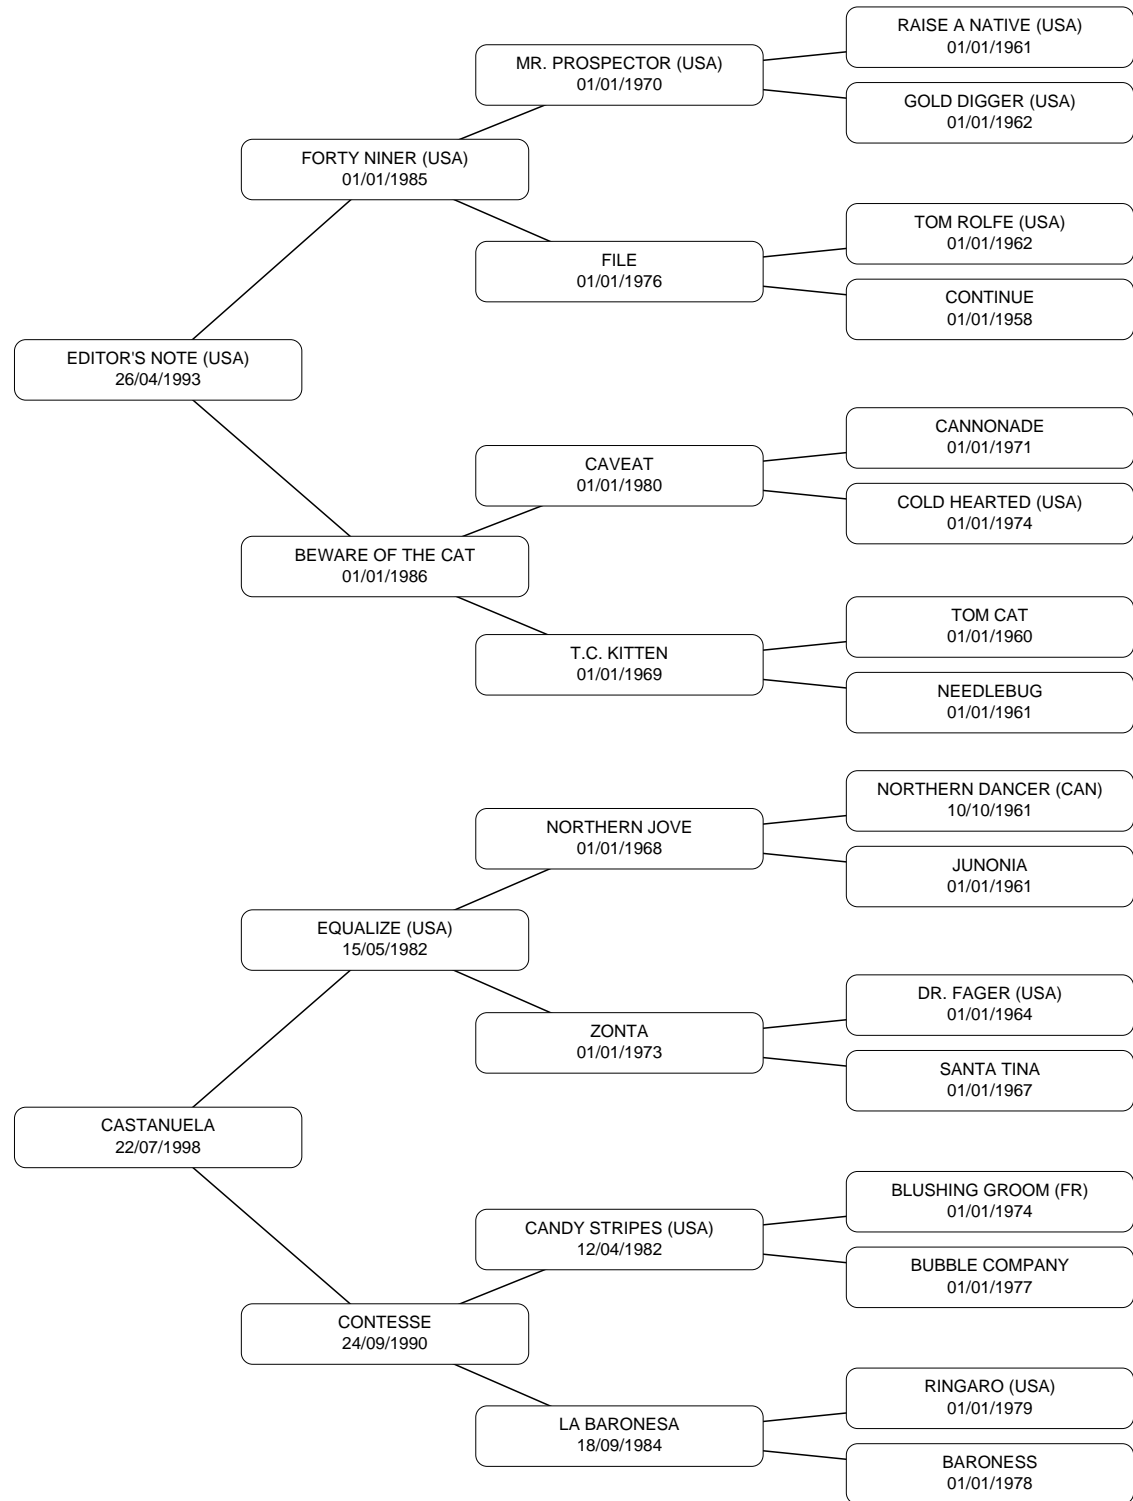 RAISE A NATIVE (USA)
01/01/1961
MR. PROSPECTOR (USA)
01/01/1970
GOLD DIGGER (USA)
01/01/1962
FORTY NINER (USA)
01/01/1985
TOM ROLFE (USA)
01/01/1962
FILE
01/01/1976
CONTINUE
01/01/1958
EDITOR'S NOTE (USA)
26/04/1993
CANNONADE
01/01/1971
CAVEAT
01/01/1980
COLD HEARTED (USA)
01/01/1974
BEWARE OF THE CAT
01/01/1986
TOM CAT
01/01/1960
T.C. KITTEN
01/01/1969
NEEDLEBUG
01/01/1961
NORTHERN DANCER (CAN)
10/10/1961
NORTHERN JOVE
01/01/1968
JUNONIA
01/01/1961
EQUALIZE (USA)
15/05/1982
DR. FAGER (USA)
01/01/1964
ZONTA
01/01/1973
SANTA TINA
01/01/1967
CASTANUELA
22/07/1998
BLUSHING GROOM (FR)
01/01/1974
CANDY STRIPES (USA)
12/04/1982
BUBBLE COMPANY
01/01/1977
CONTESSE
24/09/1990
RINGARO (USA)
01/01/1979
LA BARONESA
18/09/1984
BARONESS
01/01/1978